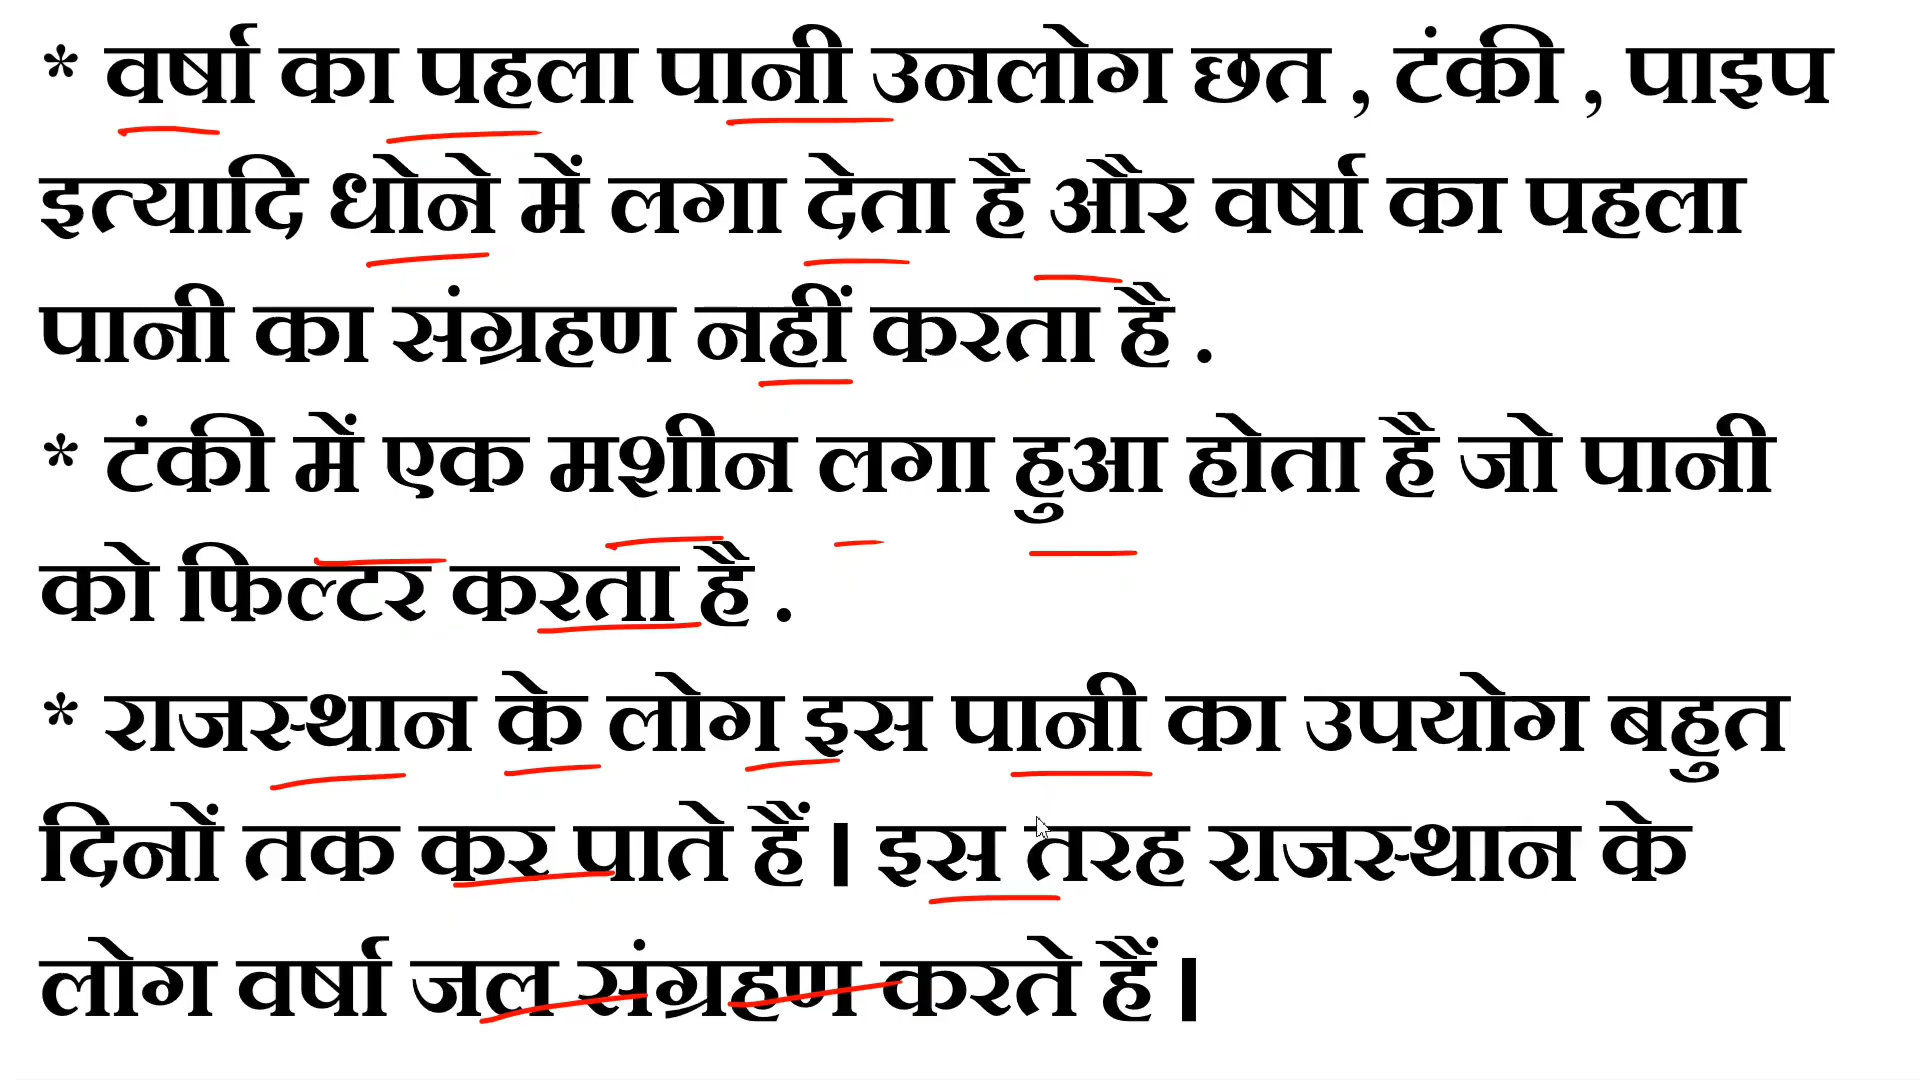 * वर्षा का पहला पानी उनलोग छत , टंकी , पाइप
इत्यादि धोने में लगा देता है और वर्षा का पहला
पानी का संग्रहण नहीं करता है .
* टंकी में एक मशीन लगा हुआ होता है जो पानी
को फिल्टर करता है .
* राजस्थान के लोग इस पानी का उपयोग बहुत
दिनों तक कर पाते हैं । इस तरह राजस्थान के
लोग वर्षा जल संग्रहण करते हैं ।